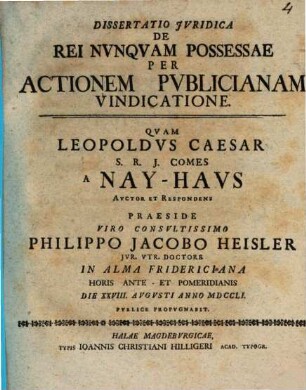 4
DISSERTATIO JVRIDICA
DE
REI NVNQVAM POSSESSAE
PER
ACTIONEM PVBLICIANAM
VINDICATIONE.
QVAM
LEOPOLDVS CAESAR
S. R. J. COMES
A NAY-HAVS
AVCTOR ET RESPONDENS
PRAESIDE
VIRO CONSVLTISSIMO
PHILIPPO JACOBO HEISLER
JVR. VTR. DOCTORE
IN ALMA FRIDERICIANA
HORIS ANTE - ET POMERIDIANIS
DIE XXVIII. AVGVSTI ANNO MDCCLI.
PVBLICE PROPVGNABIT.
HALAE MAGDEBVRGICAE,
TYPIS IOANNIS CHRISTIANI HILLIGERI ACAD. TYPOGR.